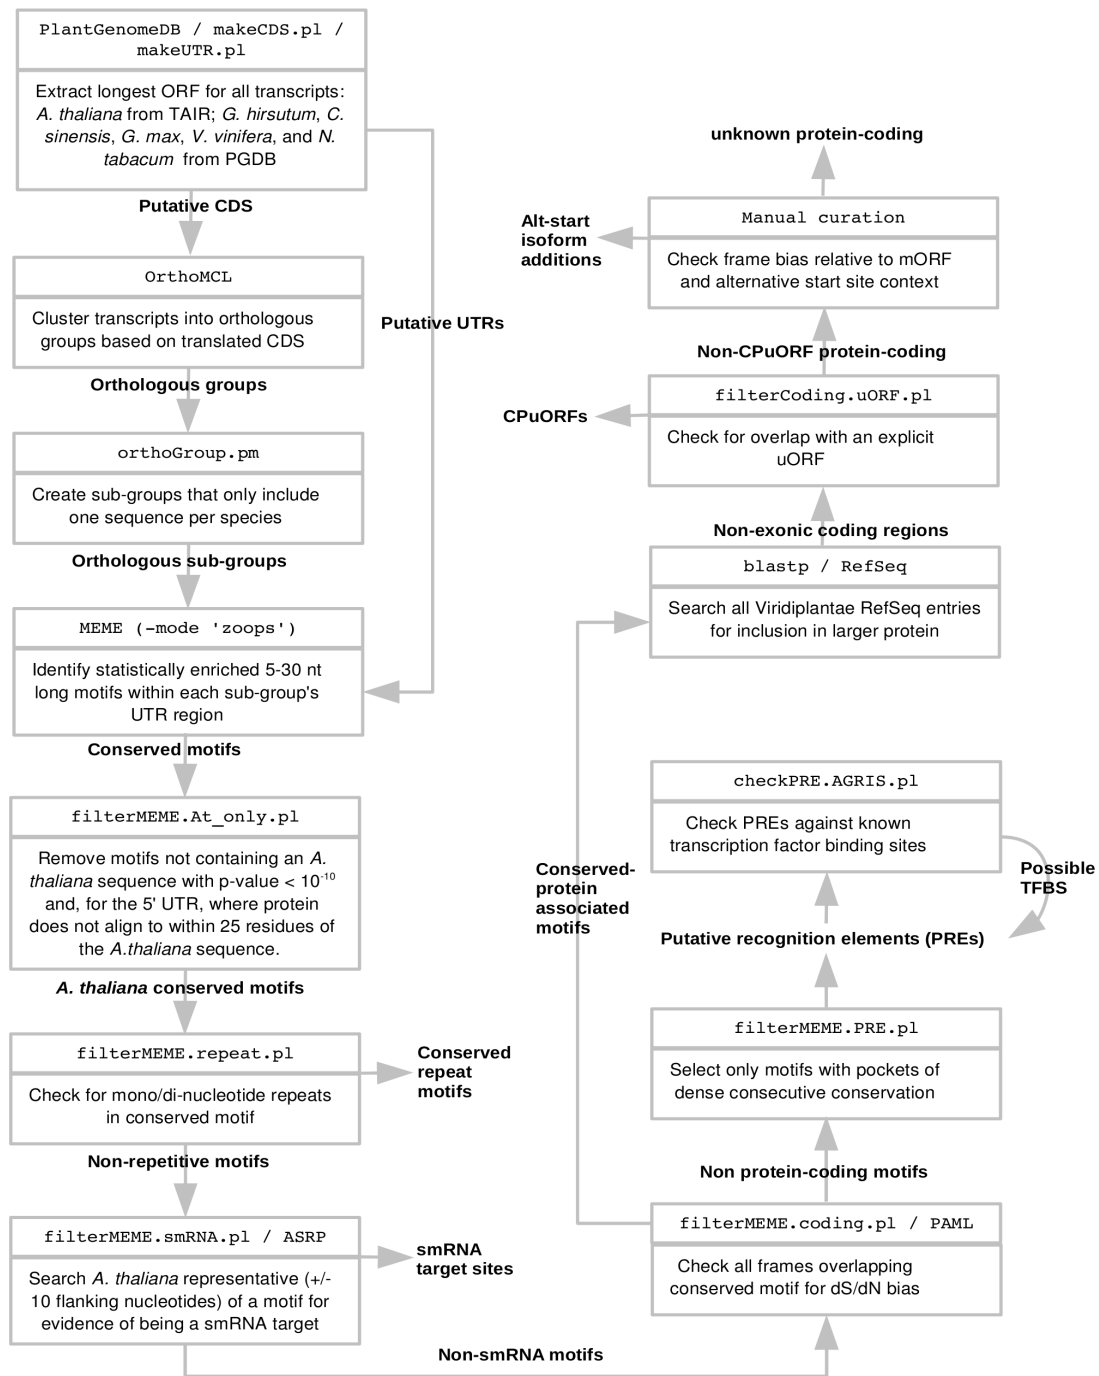 PlantGenomeDB / makeCDS.pl /
makeUTR.pl
Extract longest ORF for all transcripts:
A. thaliana from TAIR; G. hirsutum, C.
sinensis, G. max, V. vinifera, and N.
tabacum from PGDB
Putative CDS
OrthoMCL
Cluster transcripts into orthologous
groups based on translated CDS
Putative UTRs
Orthologous groups
orthoGroup.pm
Create sub-groups that only include
one sequence per species
Orthologous sub-groups
MEME (-mode 'zoops')
Identify statistically enriched 5-30 nt
long motifs within each sub-group's
UTR region
Conserved motifs
filterMEME.At_only.pl
Remove motifs not containing an A.
thaliana sequence with p-value < 10-10
and, for the 5' UTR, where protein
does not align to within 25 residues of
the A.thaliana sequence.
A. thaliana conserved motifs
filterMEME.repeat.pl
Check for mono/di-nucleotide repeats
in conserved motif
Conserved
repeat
motifs
Non-repetitive motifs
filterMEME.smRNA.pl / ASRP
Search A. thaliana representative (+/-
10 flanking nucleotides) of a motif for
evidence of being a smRNA target
smRNA
target sites
Non-smRNA motifs
unknown protein-coding
Manual curation
Check frame bias relative to mORF
and alternative start site context
Alt-start
isoform
additions
Non-CPuORF protein-coding
filterCoding.uORF.pl
Check for overlap with an explicit
uORF
CPuORFs
Non-exonic coding regions
blastp / RefSeq
Search all Viridiplantae RefSeq entries
for inclusion in larger protein
checkPRE.AGRIS.pl
Check PREs against known
transcription factor binding sites
Possible
TFBS
Conserved-
protein
associated
motifs
Putative recognition elements (PREs)
filterMEME.PRE.pl
Select only motifs with pockets of
dense consecutive conservation
Non protein-coding motifs
filterMEME.coding.pl / PAML
Check all frames overlapping
conserved motif for dS/dN bias